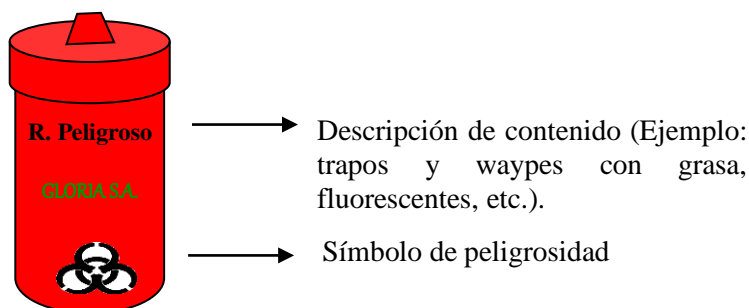 R. Peligroso
GLORIA S.A.
Descripción de contenido (Ejemplo:
trapos y waypes con grasa,
fluorescentes, etc.).
Símbolo de peligrosidad